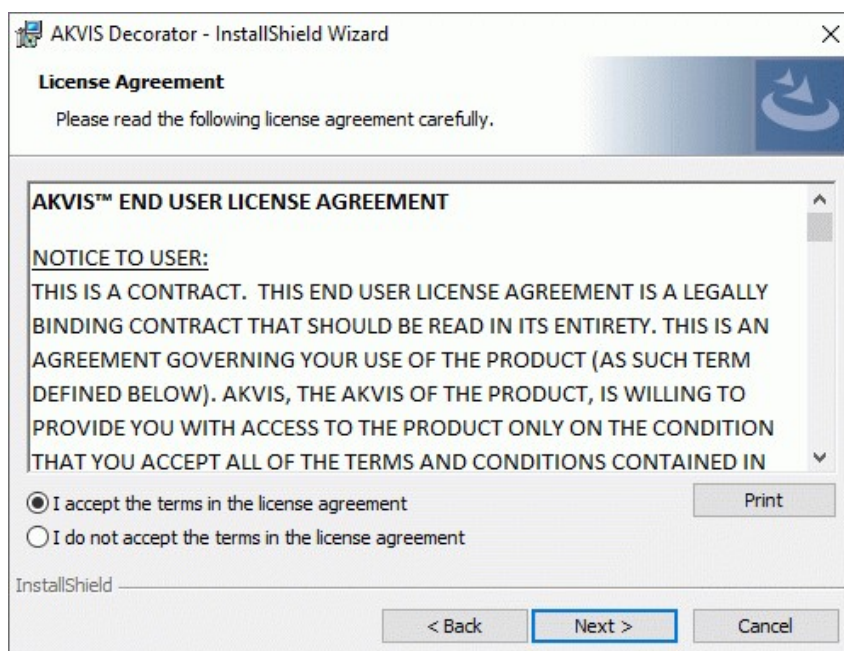 AKVIS Decorator - InstallShield Wizard
License Agreement
Please read the following license agreement carefully.
AKVIS™ END USER LICENSE AGREEMENT
NOTICE TO USER:
THIS IS A CONTRACT.  THIS END USER LICENSE AGREEMENT IS A LEGALLY
BINDING CONTRACT THAT SHOULD BE READ IN ITS ENTIRETY. THIS IS AN
AGREEMENT GOVERNING YOUR USE OF THE PRODUCT (AS SUCH TERM
DEFINED BELOW). AKVIS, THE AKVIS OF THE PRODUCT, IS WILLING TO
PROVIDE YOU WITH ACCESS TO THE PRODUCT ONLY ON THE CONDITION
THAT YOU ACCEPT ALL OF THE TERMS AND CONDITIONS CONTAINED IN
I accept the terms in the license agreement
Print
I do not accept the terms in the license agreement
InstallShield
< Back
Next >
Cancel